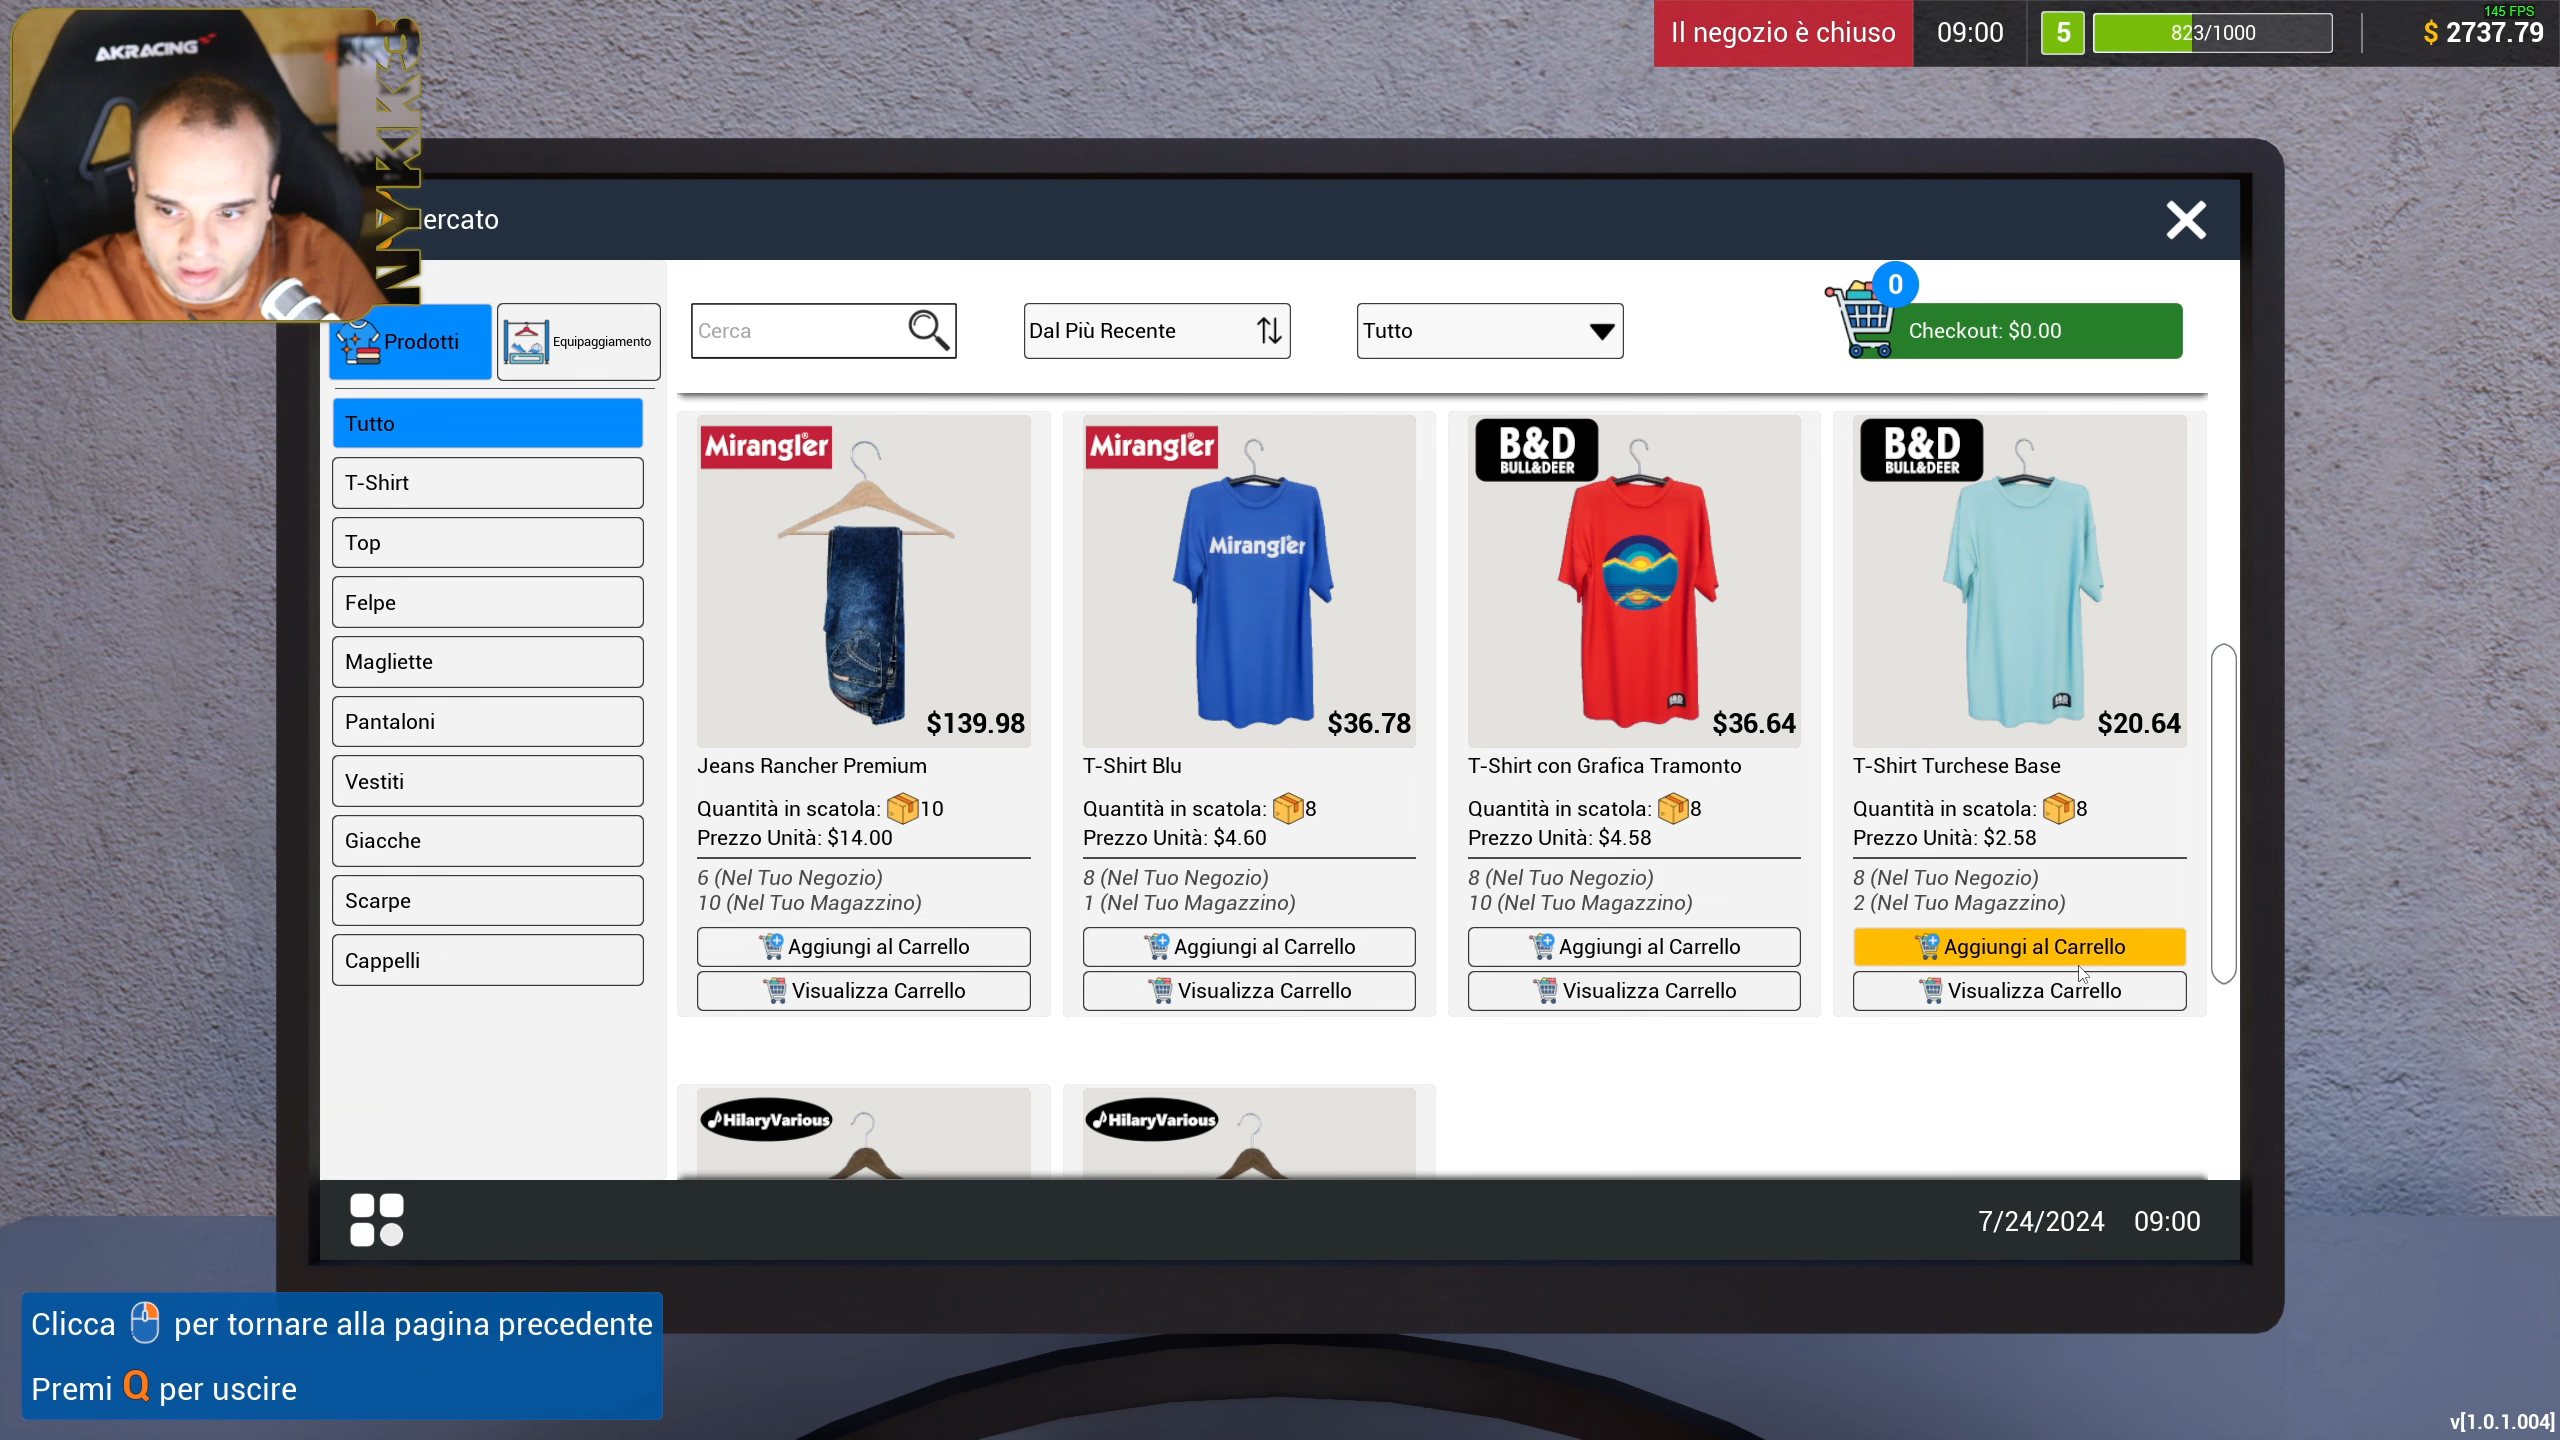 AKRACING
NYKK3
Il negozio è chiuso
09:00
5
823/1000
145 FPS
$ 2737.79
ercato
Prodotti
Equipaggiamento
Cerca
Dal Più Recente
Tutto
0
Checkout: $0.00
Tutto
T-Shirt
Top
Felpe
Magliette
Pantaloni
Vestiti
Giacche
Scarpe
Cappelli
Mirangler
$139.98
Jeans Rancher Premium
Quantità in scatola: 10
Prezzo Unità: $14.00
6 (Nel Tuo Negozio)
10 (Nel Tuo Magazzino)
Aggiungi al Carrello
Visualizza Carrello
Mirangler
Mirangler
$36.78
T-Shirt Blu
Quantità in scatola: 8
Prezzo Unità: $4.60
8 (Nel Tuo Negozio)
1 (Nel Tuo Magazzino)
Aggiungi al Carrello
Visualizza Carrello
B&D
BULL&DEER
B&D
$36.64
T-Shirt con Grafica Tramonto
Quantità in scatola: 8
Prezzo Unità: $4.58
8 (Nel Tuo Negozio)
10 (Nel Tuo Magazzino)
Aggiungi al Carrello
Visualizza Carrello
B&D
BULL&DEER
B&D
$20.64
T-Shirt Turchese Base
Quantità in scatola: 8
Prezzo Unità: $2.58
8 (Nel Tuo Negozio)
2 (Nel Tuo Magazzino)
Aggiungi al Carrello
Visualizza Carrello
HilaryVarious
HilaryVarious
7/24/2024 09:00
Clicca per tornare alla pagina precedente
Premi Q per uscire
v[1.0.1.004]